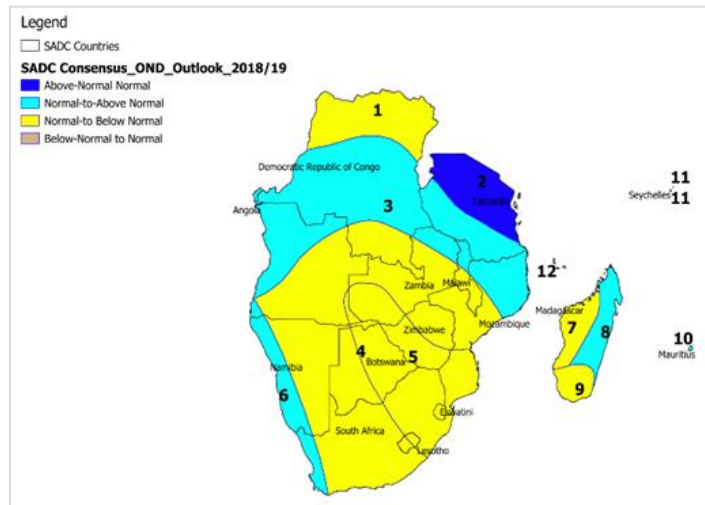 Legend
SADC Countries
SADC Consensus_OND_Outlook_2018/19
Above-Normal Normal
Normal-to-Above Normal
Normal-to Below Normal
Below-Normal to Normal
1
Democratic Republic of Congo
2
Tanzania
11
Seychelles
11
Angola
3
12
Zambia
Malawi
Mozambique
Madagascar
7
8
10
Mauritius
Zimbabwe
4
Botswana
5
Namibia
6
9
Eswatini
South Africa
Lesotho